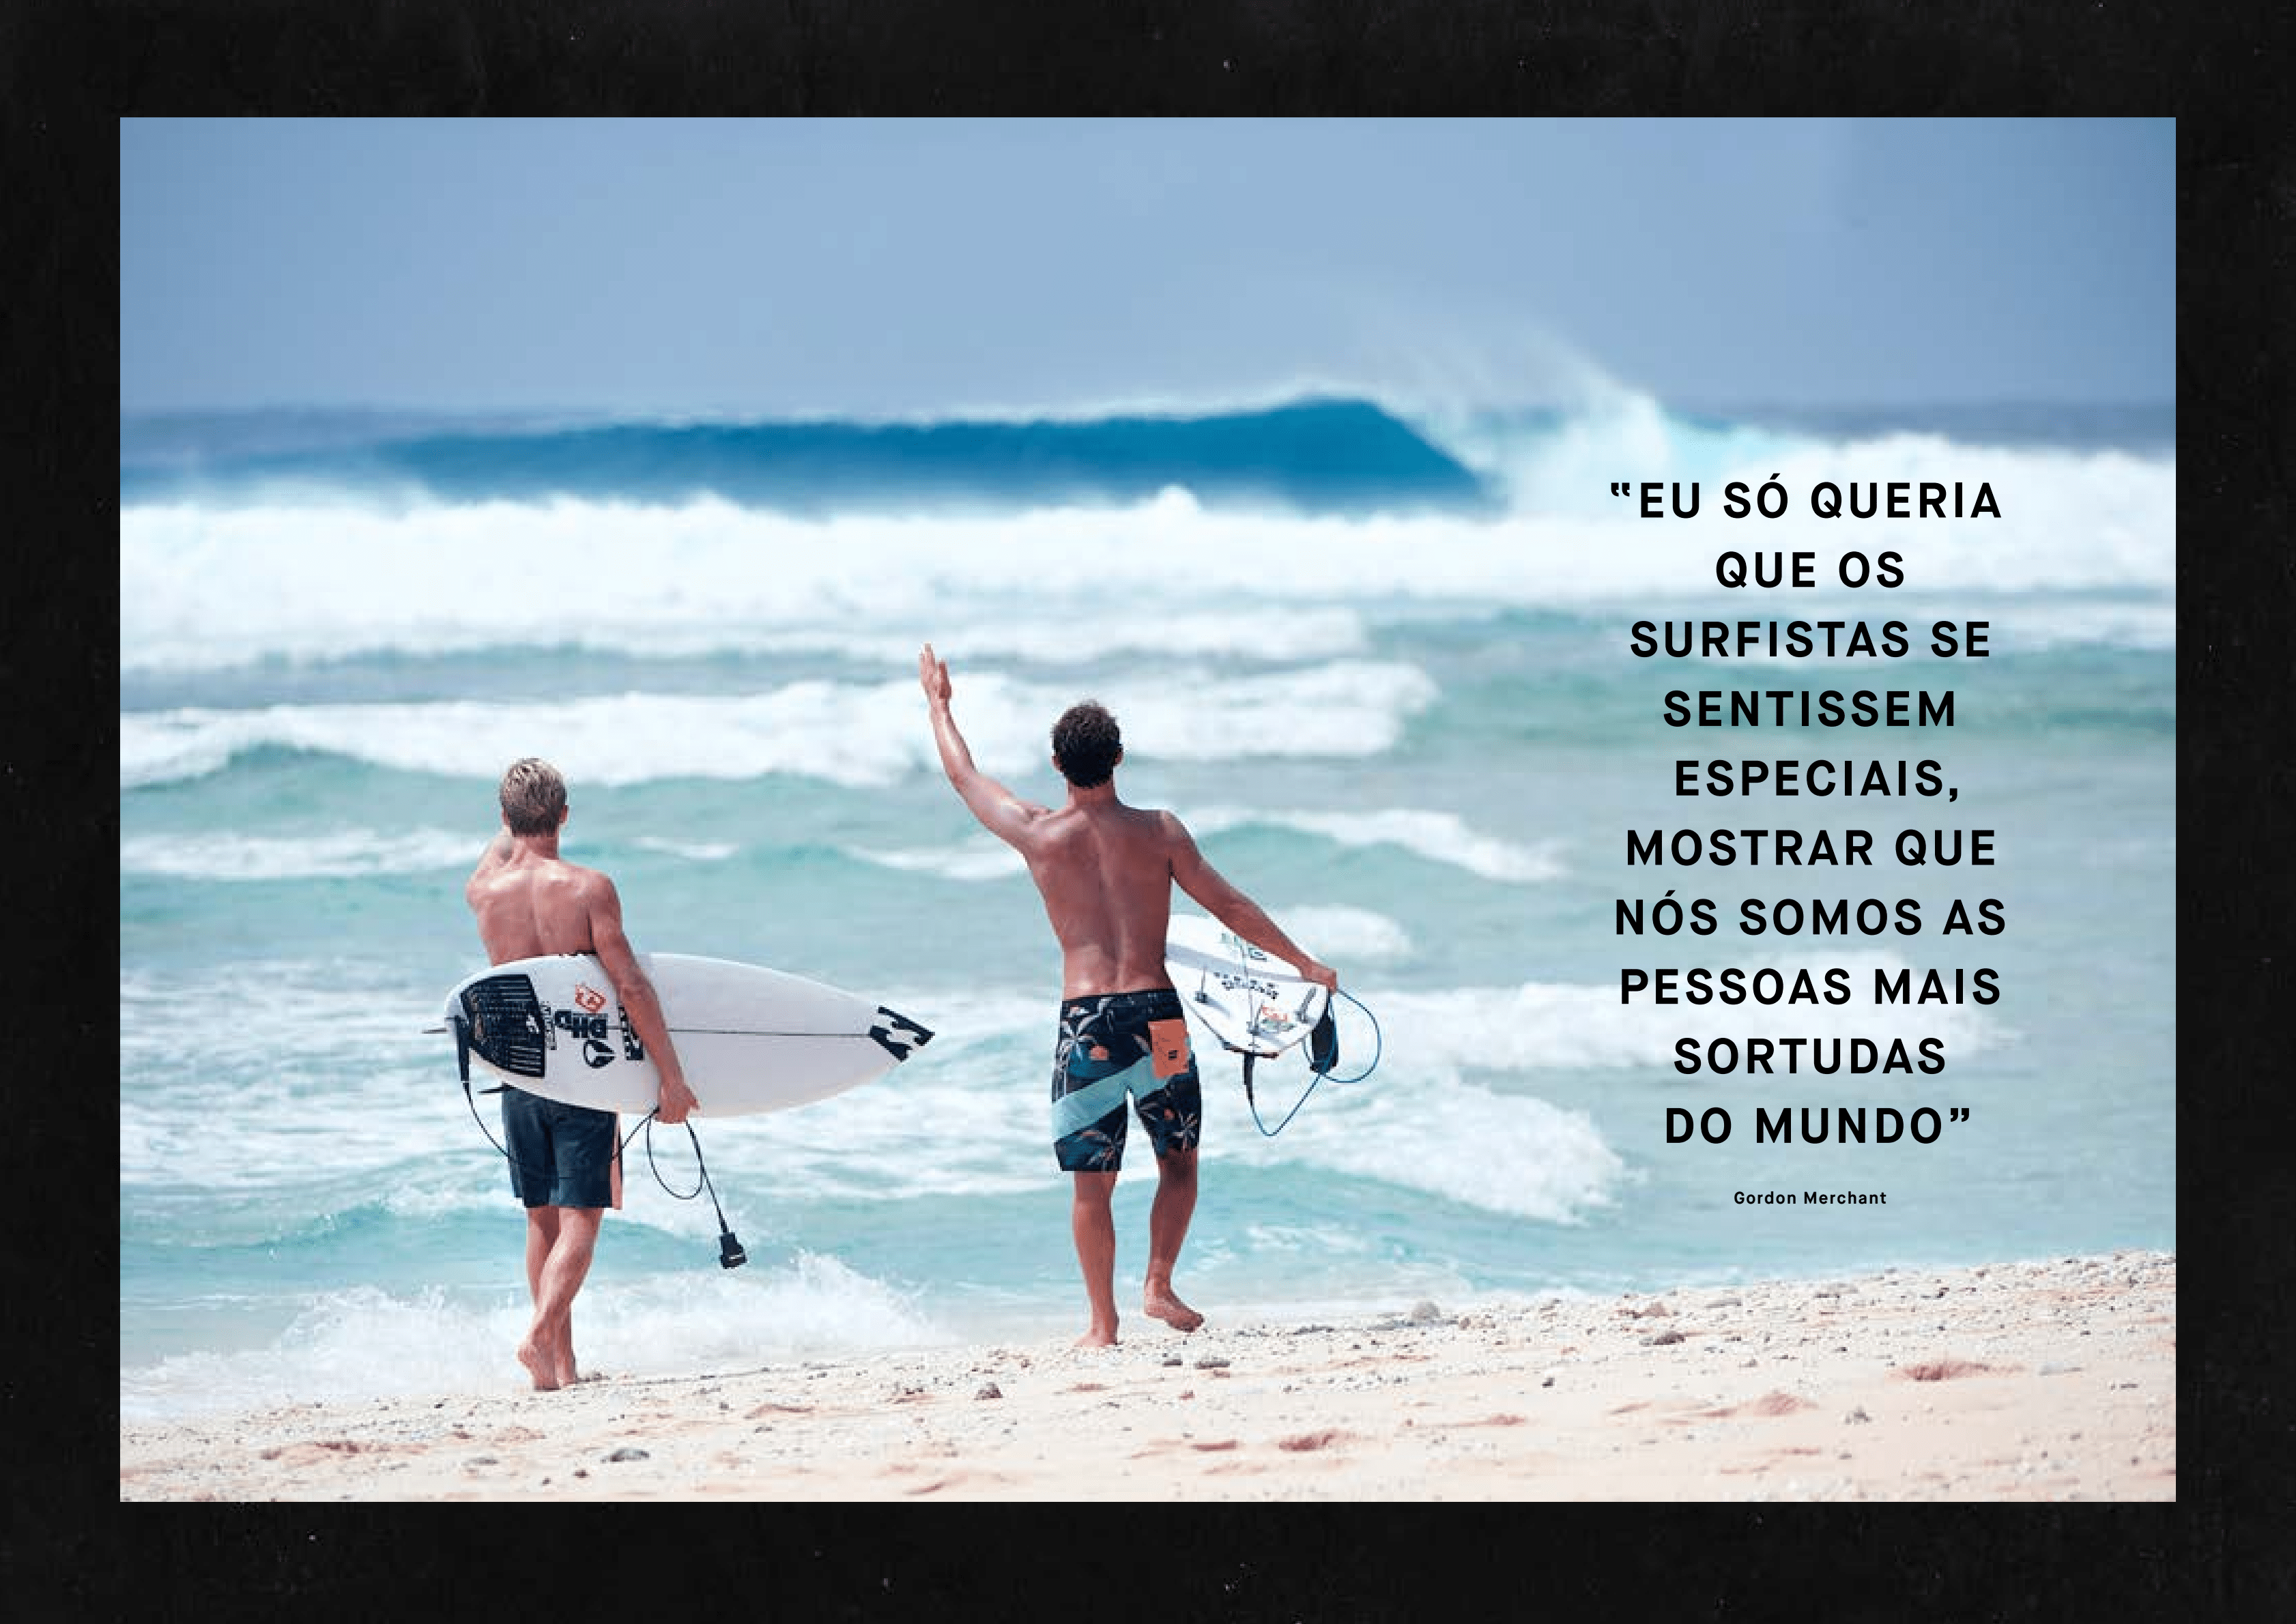 “EU SÓ QUERIA
QUE OS
SURFISTAS SE
SENTISSEM
ESPECIAIS,
MOSTRAR QUE
NÓS SOMOS AS
PESSOAS MAIS
SORTUDAS
DO MUNDO”
Gordon Merchant
DHD